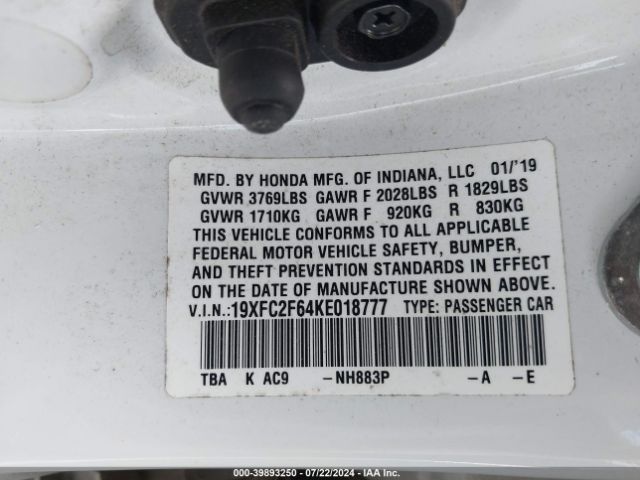 MFD. BY HONDA MFG. OF INDIANA, LLC 01/'19
GVWR 3769LBS GAWR F 2028LBS R 1829LBS
GVWR 1710KG GAWR F 920KG R 830KG
THIS VEHICLE CONFORMS TO ALL APPLICABLE
FEDERAL MOTOR VEHICLE SAFETY, BUMPER,
AND THEFT PREVENTION STANDARDS IN EFFECT
ON THE DATE OF MANUFACTURE SHOWN ABOVE.
V.I.N.:19XFC2F64KE018777 TYPE: PASSENGER CAR
TBA K AC9 -NH883P -A -E
000-39893250 - 07/22/2024 - IAA Inc.